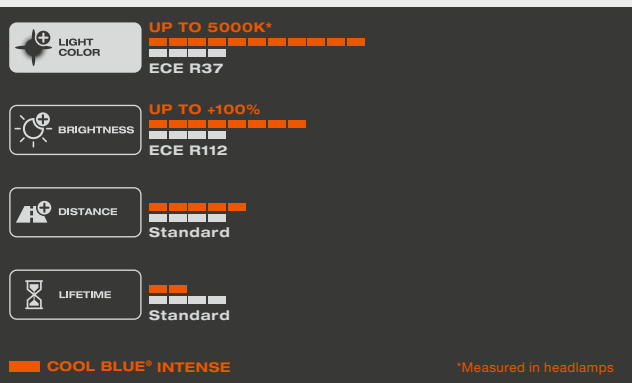 UP TO 5000K*
LIGHT
COLOR
ECE R37
UP TO +100%
BRIGHTNESS
ECE R112
DISTANCE
Standard
LIFETIME
Standard
COOL BLUE® INTENSE
*Measured in headlamps